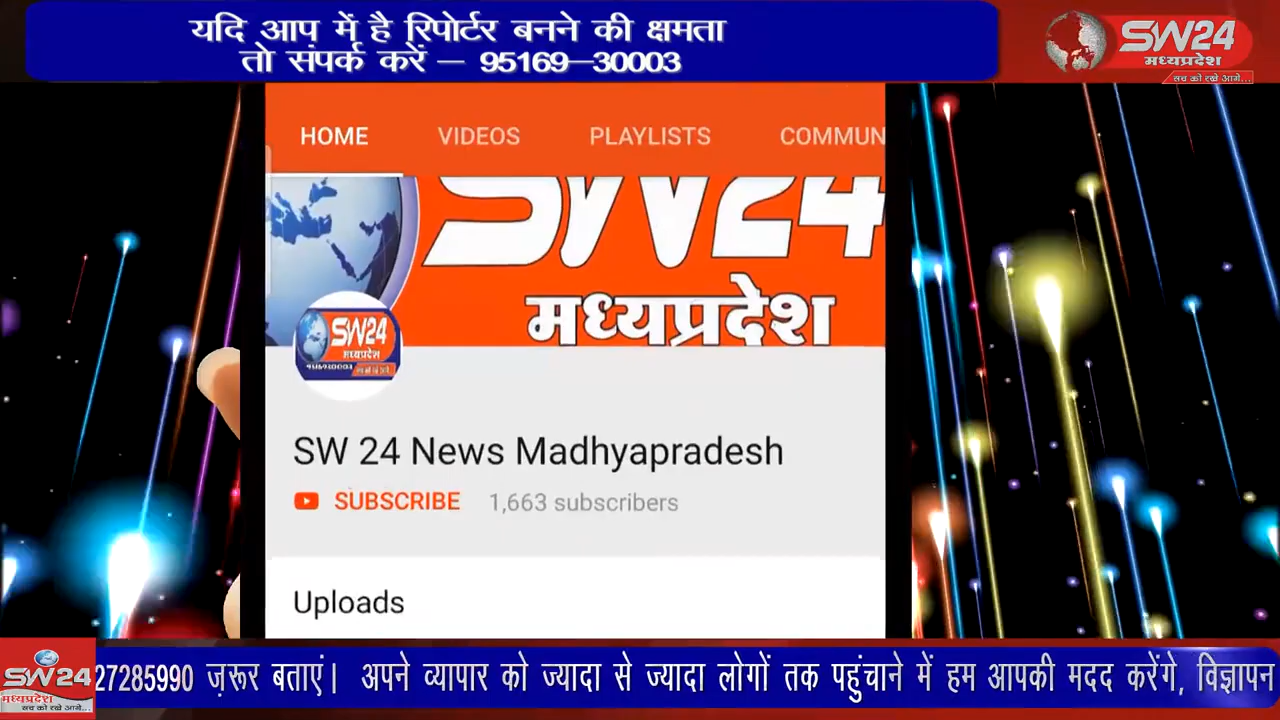 यदि आप में है रिपोर्टर बनने की क्षमता
तो संपर्क करें – 95169–30003
SW24
मध्यप्रदेश
सच को रखे आगे...
HOME VIDEOS PLAYLISTS COMMUN
SW24
मध्यप्रदेश
SW24
मध्यप्रदेश
9516930003
SW 24 News Madhyapradesh
SUBSCRIBE 1,663 subscribers
Uploads
SW24
मध्यप्रदेश
सच को रखे आगे...
27285990 ज़रूर बताएं। अपने व्यापार को ज्यादा से ज्यादा लोगों तक पहुंचाने में हम आपकी मदद करेंगे, विज्ञापन